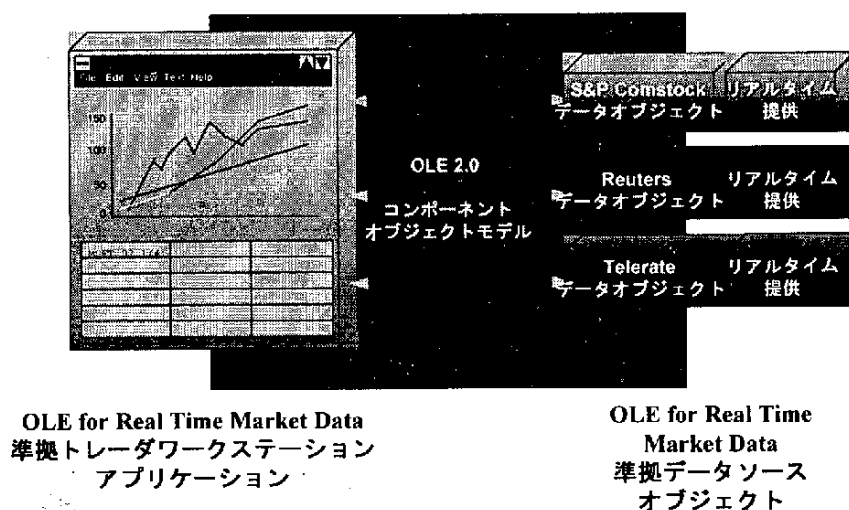 File Edit View Text Help
150
100
50
0
OLE 2.0
コンポーネント
オブジェクトモデル
S&P Comstock
データオブジェクト
リアルタイム
提供
Reuters
データオブジェクト
リアルタイム
提供
Telerate
データオブジェクト
リアルタイム
提供
OLE for Real Time Market Data
準拠トレーダワークステーション
アプリケーション
OLE for Real Time
Market Data
準拠データソース
オブジェクト